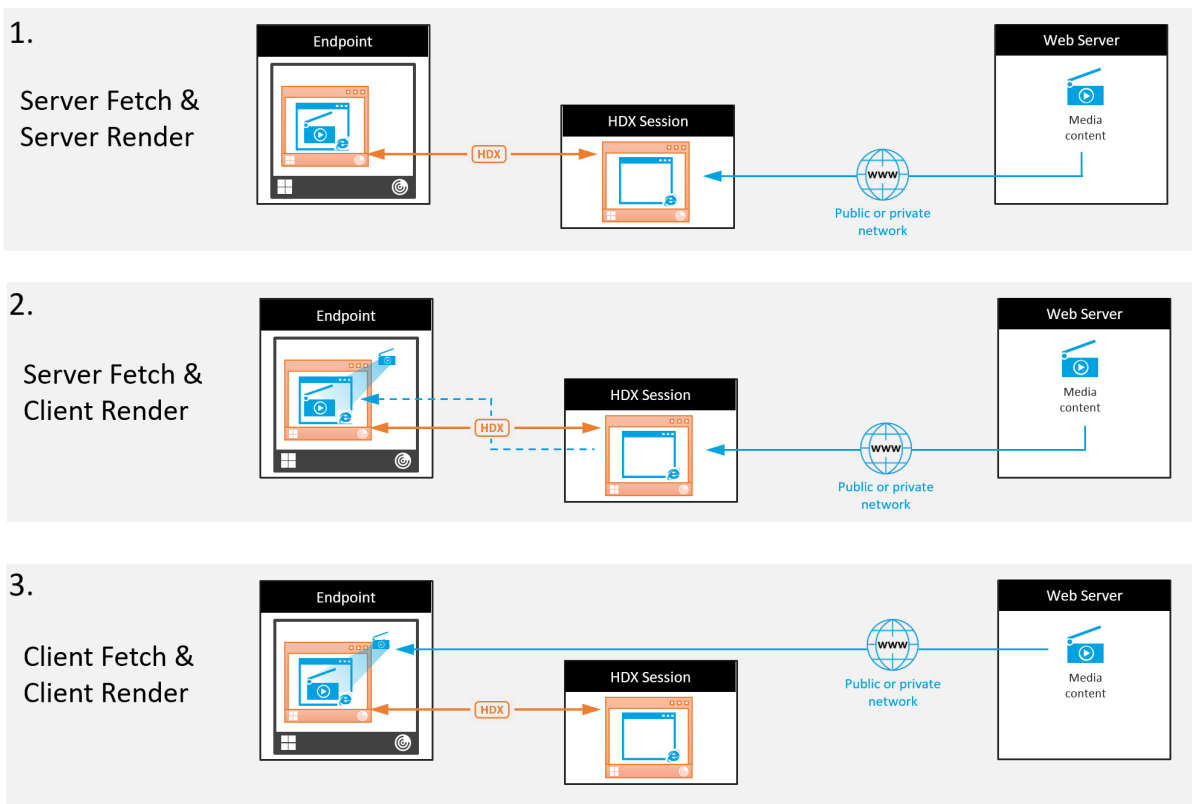 1.
Server Fetch &
Server Render
Endpoint
HDX
HDX Session
www
Public or private
network
Web Server
Media
content
2.
Server Fetch &
Client Render
Endpoint
HDX
HDX Session
www
Public or private
network
Web Server
Media
content
3.
Client Fetch &
Client Render
Endpoint
HDX
HDX Session
www
Public or private
network
Web Server
Media
content